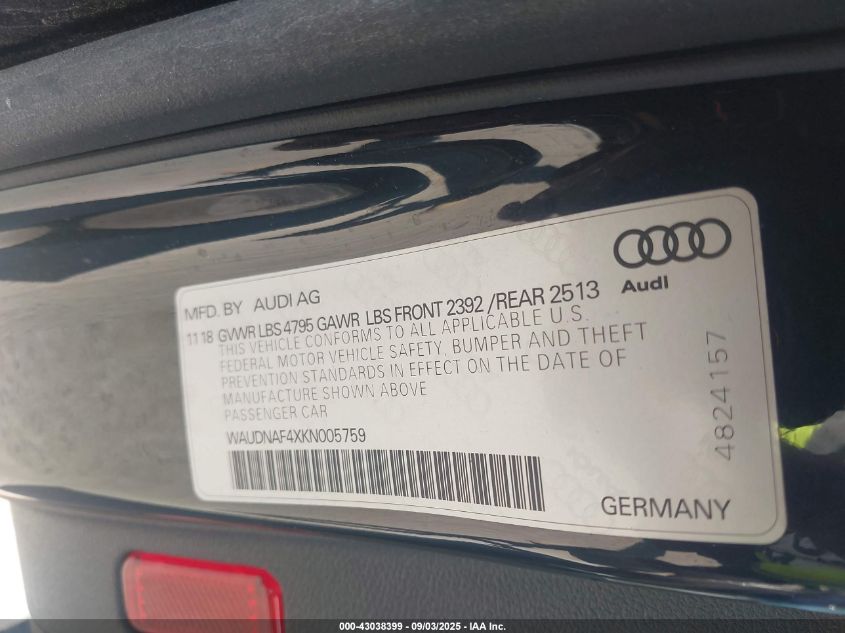 Audi
MFD. BY AUDI AG
11 18 GVWR LBS 4795 GAWR LBS FRONT 2392 /REAR 2513
THIS VEHICLE CONFORMS TO ALL APPLICABLE U.S.
FEDERAL MOTOR VEHICLE SAFETY, BUMPER AND THEFT
PREVENTION STANDARDS IN EFFECT ON THE DATE OF
MANUFACTURE SHOWN ABOVE
PASSENGER CAR
WAUDNAF4XKN005759
4824157
GERMANY
000-43038399 - 09/03/2025 - IAA Inc.